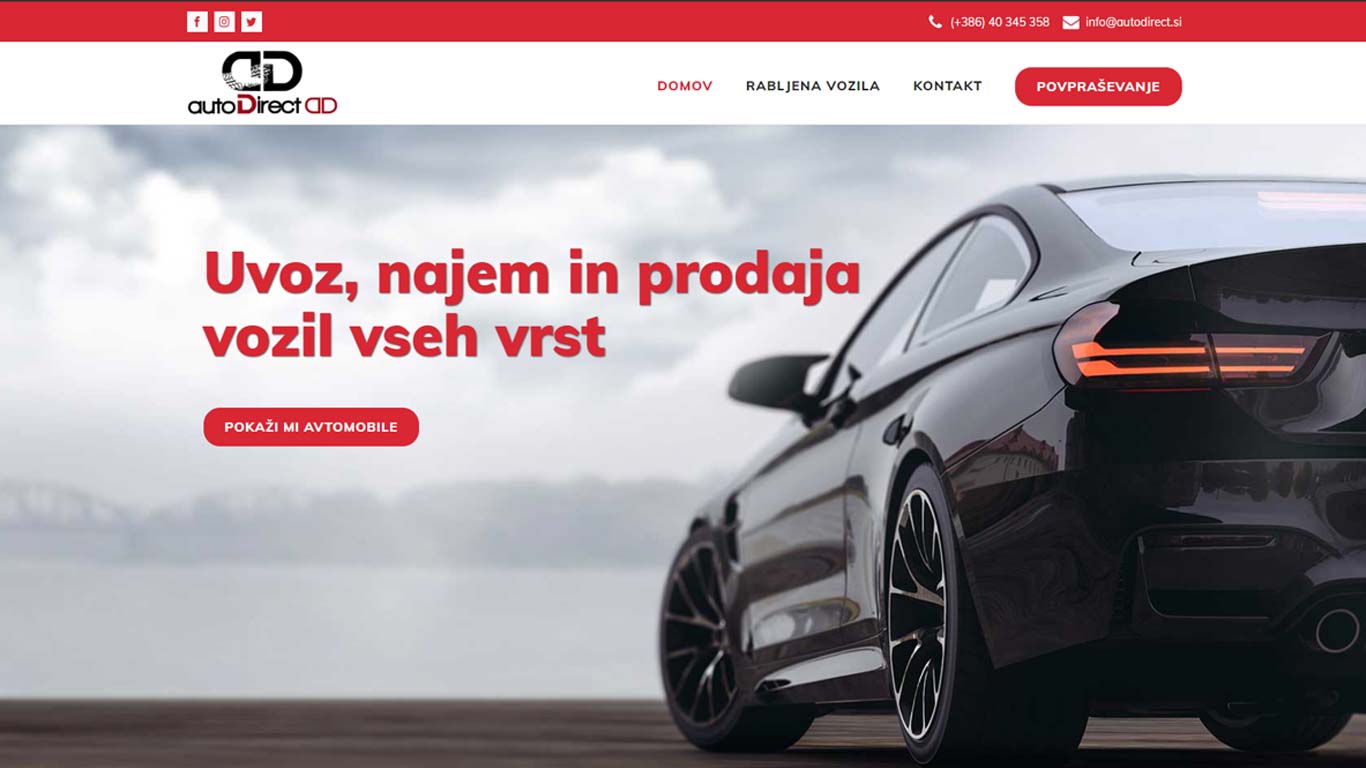 (+386) 40 345 358 info@autodirect.si
autoDirect
DOMOV RABLJENA VOZILA KONTAKT POVPRAŠEVANJE
Uvoz, najem in prodaja
vozil vseh vrst
POKAŽI MI AVTOMOBILE